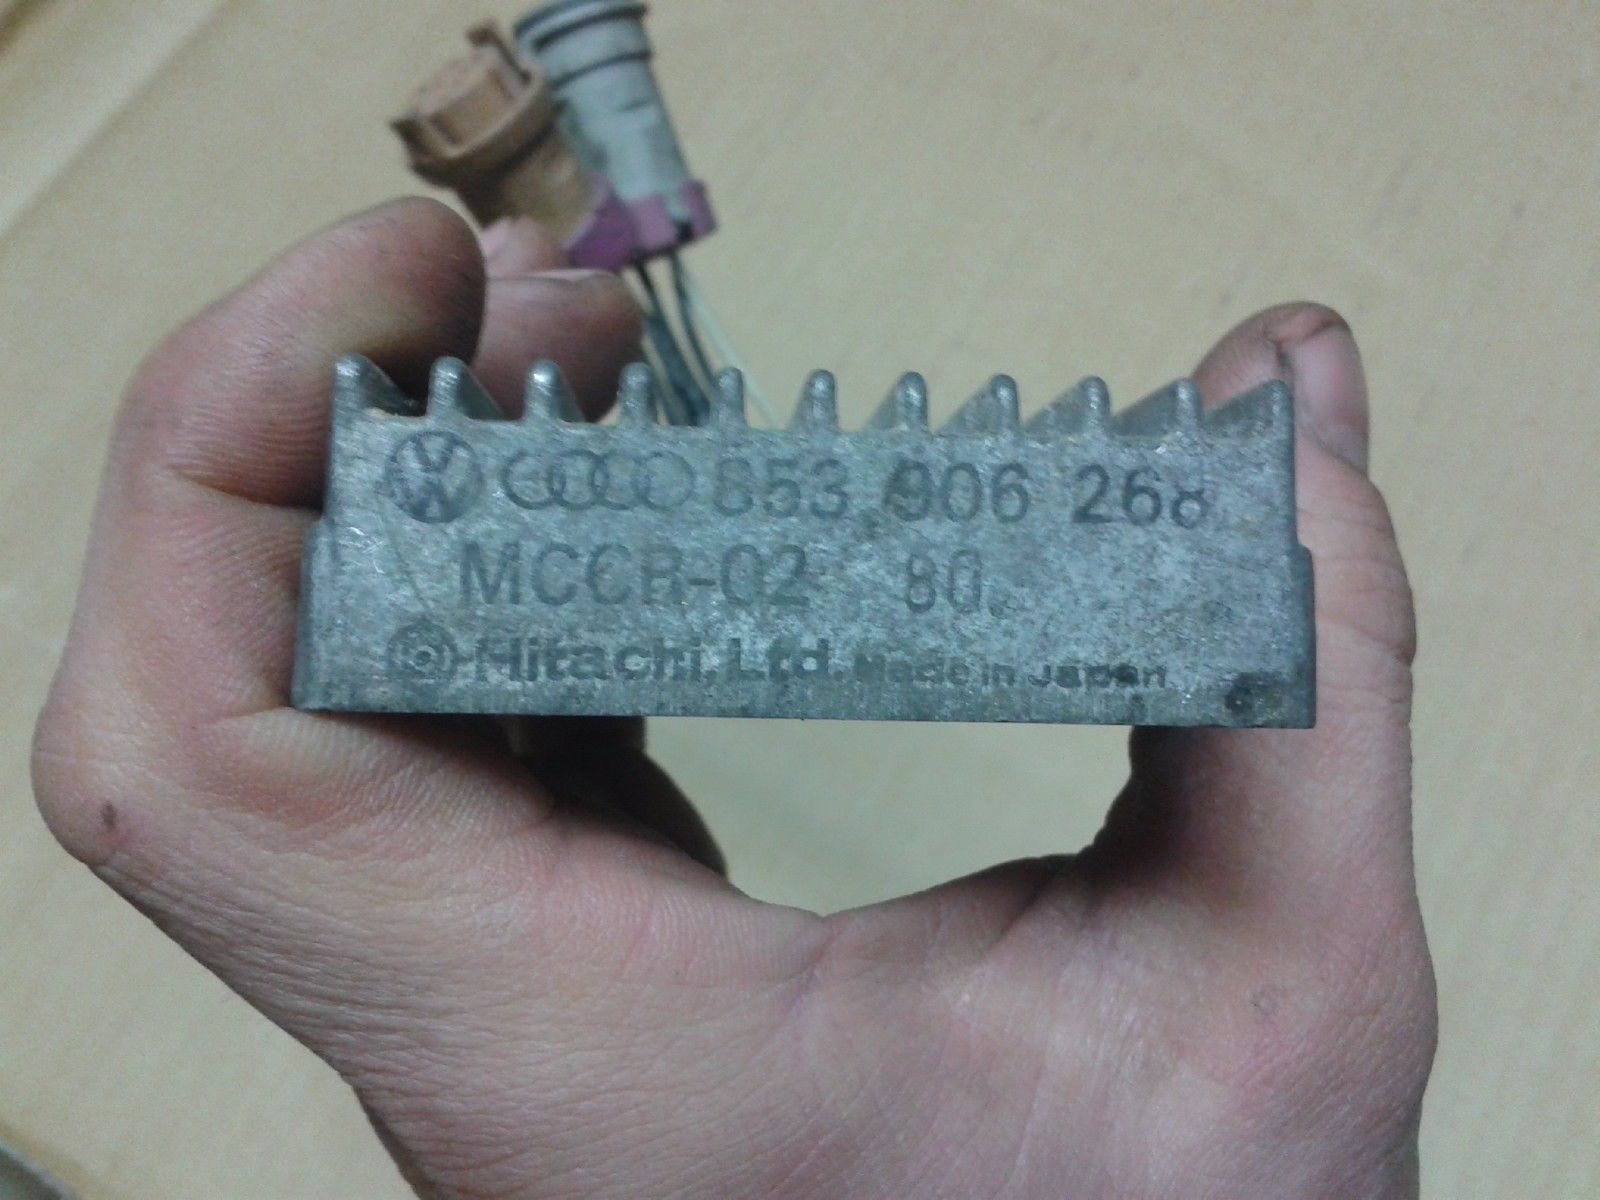 853 906 268
MCCR-02 80.
Hitachi, Ltd. Made in Japan